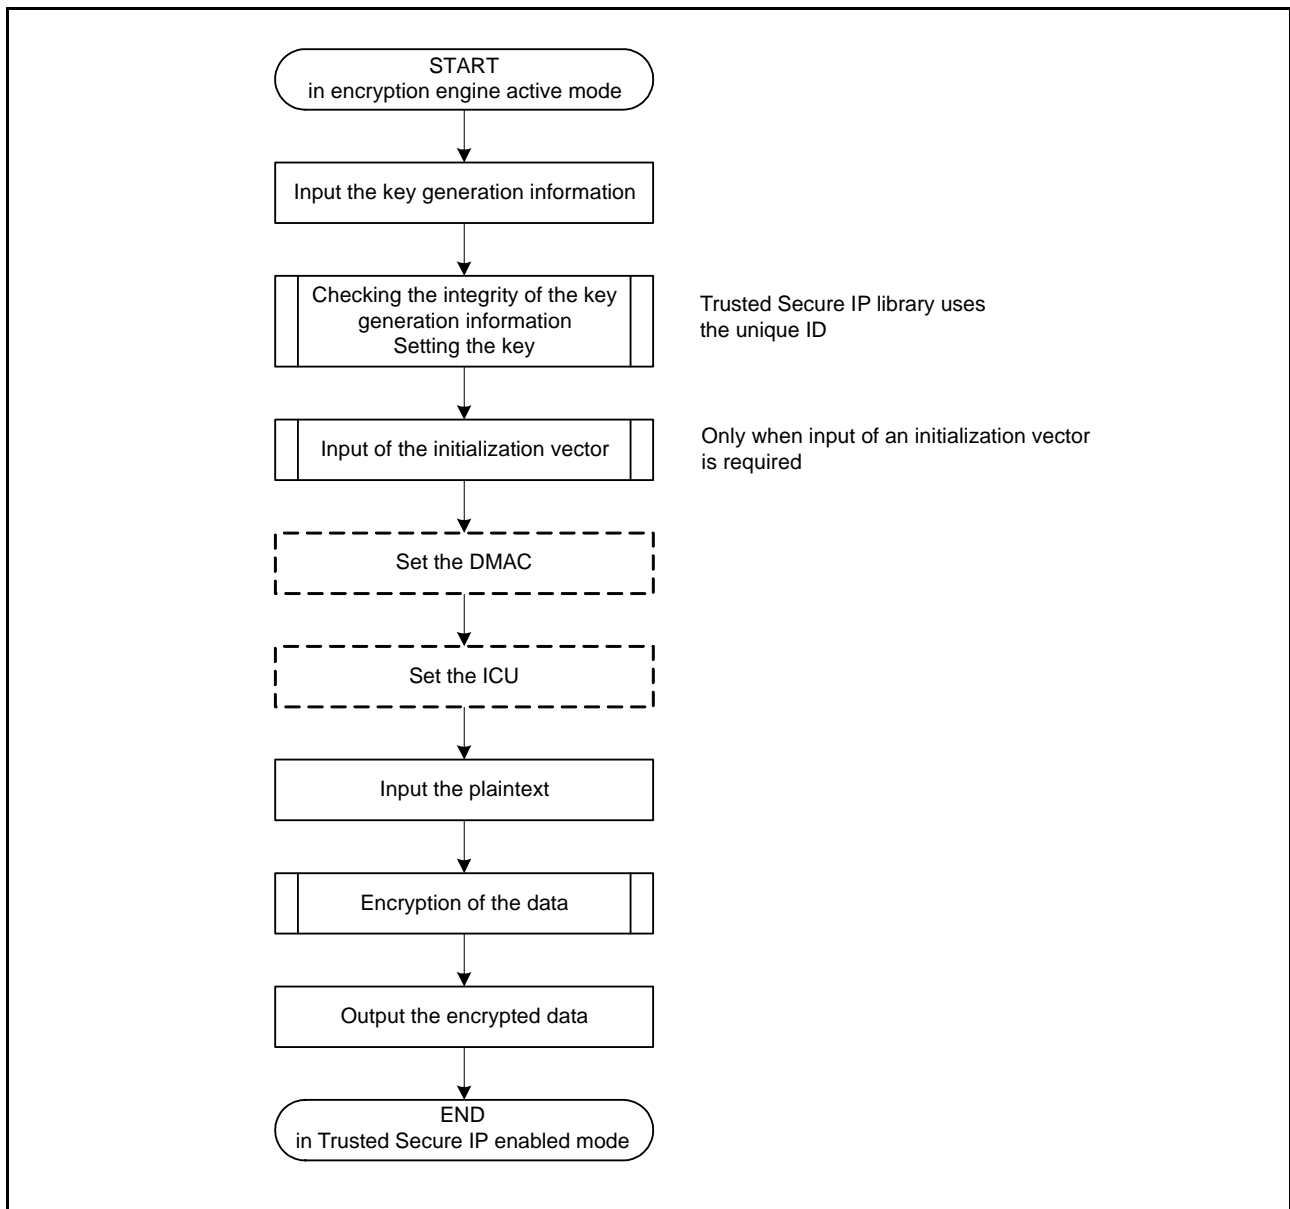 START
in encryption engine active mode
Input the key generation information
Checking the integrity of the key
generation information
Setting the key
Trusted Secure IP library uses
the unique ID
Input of the initialization vector
Only when input of an initialization vector
is required
Set the DMAC
Set the ICU
Input the plaintext
Encryption of the data
Output the encrypted data
END
in Trusted Secure IP enabled mode